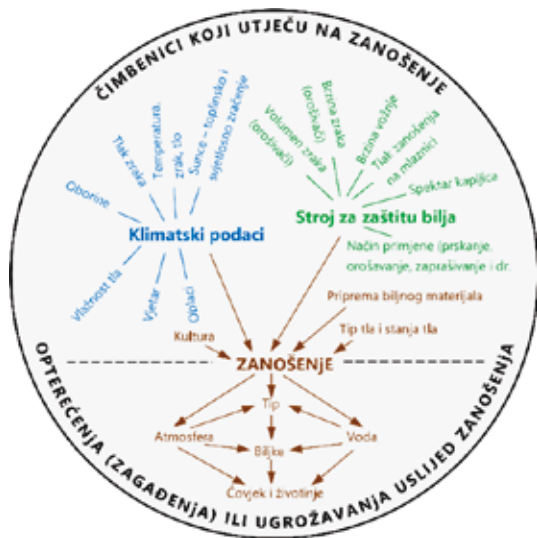 ČIMBENICI KOJI UTJEČU NA ZANOŠENJE
Oborine
Tlak zraka
Temperatura,
zrak, tlo
Sunce – toplinsko i
svjetlosno zračenje
Klimatski podaci
Vlažnost tla
Vjetar
Oblaci
Volumen zraka
(orošivači)
Brzina zraka
(orošivači)
Brzina vožnje
Tlak zanošenja
na mlaznici
Spektar kapljica
Stroj za zaštitu bilja
Način primjene (prskanje,
orošavanje, zaprašivanje i dr.
Priprema biljnog materijala
Tip tla i stanja tla
Kultura
ZANOŠENjE
Tip
Atmosfera
Voda
Biljke
Čovjek i životinje
OPTEREĆENjA (ZAGAĐENjA) ILI UGROŽAVANjA USLIJED ZANOŠENJA